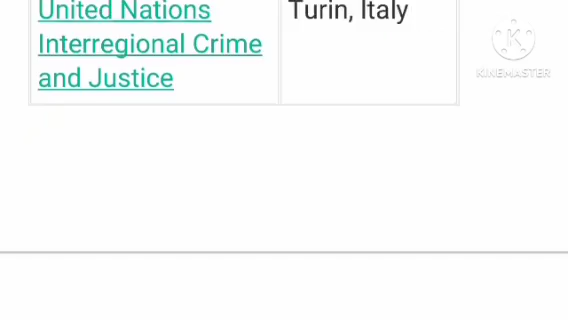 United Nations
Interregional Crime
and Justice
Turin, Italy
K
KINEMASTER